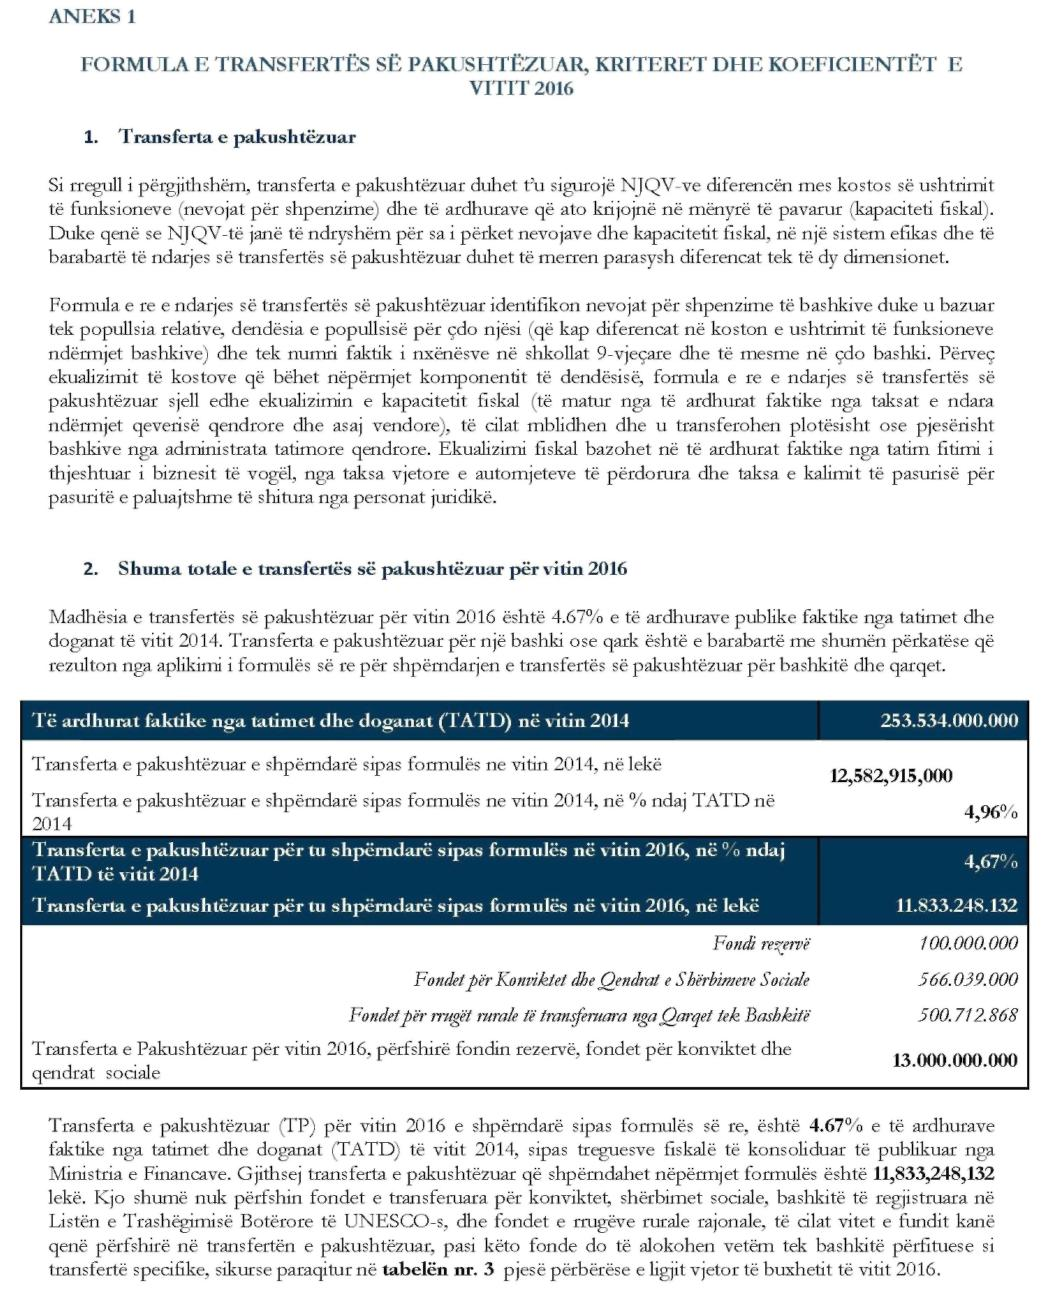 ANEKS 1
FORMULA E TRANSFERTËS SË PAKUSHTËZUAR, KRITERET DHE KOEFICIENTËT E
VITIT 2016
1. Transferta e pakushtëzuar
Si rregull i përgjithshëm, transferta e pakushtëzuar duhet t'u sigurojë NJQV-ve diferencën mes kostos së ushtrimit
të funksioneve (nevojat për shpenzime) dhe të ardhurave që ato krijojnë në mënyrë të pavarur (kapaciteti fiskal).
Duke qenë se NJQV-të janë të ndryshëm për sa i përket nevojave dhe kapacitetit fiskal, në një sistem efikas dhe të
barabartë të ndarjes së transfertës së pakushtëzuar duhet të merren parasysh diferencat tek të dy dimensionet.
Formula e re e ndarjes së transfertës së pakushtëzuar identifikon nevojat për shpenzime të bashkive duke u bazuar
tek popullsia relative, dendësia e popullsisë për çdo njësi (që kap diferencat në koston e ushtrimit të funksioneve
ndërmjet bashkive) dhe tek numri faktik i nxënësve në shkollat 9-vjeçare dhe të mesme në çdo bashki. Përveç
ekualizimit të kostove që bëhet nëpërmjet komponentit të dendësisë, formula e re e ndarjes së transfertës së
pakushtëzuar sjell edhe ekualizimin e kapacitetit fiskal (të matur nga të ardhurat faktike nga taksat e ndara
ndërmjet qeverisë qendrore dhe asaj vendore), të cilat mblidhen dhe u transferohen plotësisht ose pjesërisht
bashkive nga administrata tatimore qendrore. Ekualizimi fiskal bazohet në të ardhurat faktike nga tatim fitimi i
thjeshtuar i biznesit të vogël, nga taksa vjetore e automjeteve të përdorura dhe taksa e kalimit të pasurisë për
pasuritë e paluajtshme të shitura nga personat juridikë.
2. Shuma totale e transfertës së pakushtëzuar për vitin 2016
Madhësia e transfertës së pakushtëzuar për vitin 2016 është 4.67% e të ardhurave publike faktike nga tatimet dhe
doganat të vitit 2014. Transferta e pakushtëzuar për një bashki ose qark është e barabartë me shumën përkatëse që
rezulton nga aplikimi i formulës së re për shpërndarjen e transfertës së pakushtëzuar për bashkitë dhe qarqet.
Të ardhurat faktike nga tatimet dhe doganat (TATD) në vitin 2014 253.534.000.000
Transferta e pakushtëzuar e shpërndarë sipas formulës ne vitin 2014, në lekë 12,582,915,000
Transferta e pakushtëzuar e shpërndarë sipas formulës ne vitin 2014, në % ndaj TATD në
2014 4,96%
Transferta e pakushtëzuar për tu shpërndarë sipas formulës në vitin 2016, në % ndaj
TATD të vitit 2014 4,67%
Transferta e pakushtëzuar për tu shpërndarë sipas formulës në vitin 2016, në lekë 11.833.248.132
Fondi rezervë 100.000.000
Fondet për Konviktet dhe Qendrat e Shërbimeve Sociale 566.039.000
Fondet për rrugët rurale të transferuara nga Qarqet tek Bashkitë 500.712.868
Transferta e Pakushtëzuar për vitin 2016, përfshirë fondin rezervë, fondet për konviktet dhe
qendrat sociale 13.000.000.000
Transferta e pakushtëzuar (TP) për vitin 2016 e shpërndarë sipas formulës së re, është 4.67% e të ardhurave
faktike nga tatimet dhe doganat (TATD) të vitit 2014, sipas treguesve fiskalë të konsoliduar të publikuar nga
Ministria e Financave. Gjithsej transferta e pakushtëzuar që shpërndahet nëpërmjet formulës është 11,833,248,132
lekë. Kjo shumë nuk përfshin fondet e transferuara për konviktet, shërbimet sociale, bashkitë të regjistruara në
Listën e Trashëgimisë Botërore të UNESCO-s, dhe fondet e rrugëve rurale rajonale, të cilat vitet e fundit kanë
qenë përfshirë në transfertën e pakushtëzuar, pasi këto fonde do të alokohen vetëm tek bashkitë përfituese si
transfertë specifike, sikurse paraqitur në tabelën nr. 3 pjesë përbërëse e ligjit vjetor të buxhetit të vitit 2016.